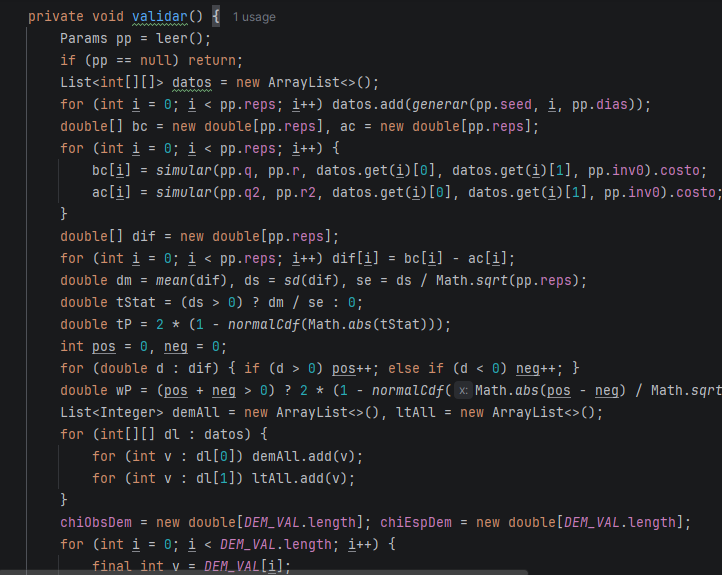 private void validar() { 1 usage
Params pp = leer();
if (pp == null) return;
List<int[][]> datos = new ArrayList<>();
for (int i = 0; i < pp.reps; i++) datos.add(generar(pp.seed, i, pp.dias));
double[] bc = new double[pp.reps], ac = new double[pp.reps];
for (int i = 0; i < pp.reps; i++) {
bc[i] = simular(pp.q, pp.r, datos.get(i)[0], datos.get(i)[1], pp.inv0).costo;
ac[i] = simular(pp.q2, pp.r2, datos.get(i)[0], datos.get(i)[1], pp.inv0).costo;
}
double[] dif = new double[pp.reps];
for (int i = 0; i < pp.reps; i++) dif[i] = bc[i] - ac[i];
double dm = mean(dif), ds = sd(dif), se = ds / Math.sqrt(pp.reps);
double tStat = (ds > 0) ? dm / se : 0;
double tP = 2 * (1 - normalCdf(Math.abs(tStat)));
int pos = 0, neg = 0;
for (double d : dif) { if (d > 0) pos++; else if (d < 0) neg++; }
double wP = (pos + neg > 0) ? 2 * (1 - normalCdf( x: Math.abs(pos - neg) / Math.sqrt
List<Integer> demAll = new ArrayList<>(), ltAll = new ArrayList<>();
for (int[][] dl : datos) {
for (int v : dl[0]) demAll.add(v);
for (int v : dl[1]) ltAll.add(v);
}
chiObsDem = new double[DEM_VAL.length]; chiEspDem = new double[DEM_VAL.length];
for (int i = 0; i < DEM_VAL.length; i++) {
final int v = DEM_VAL[i];